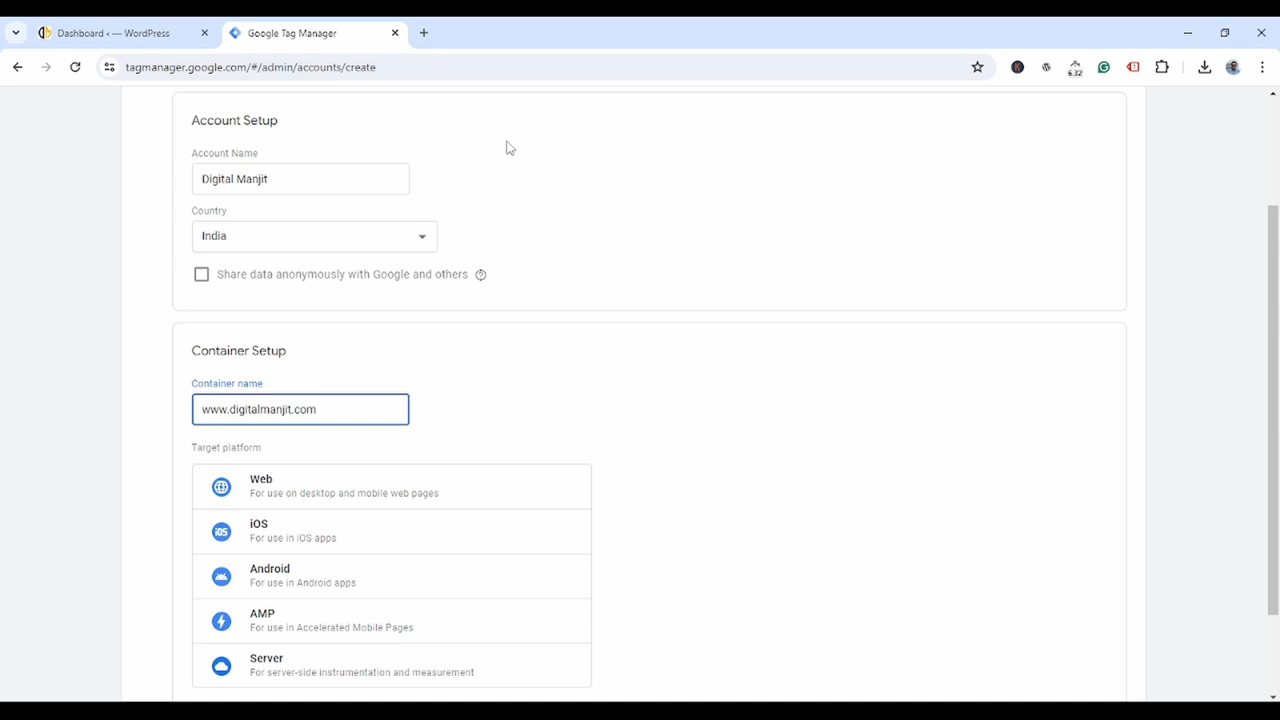 Dashboard ‹ — WordPress
Google Tag Manager
tagmanager.google.com/#/admin/accounts/create
6.32
Account Setup
Account Name
Digital Manjit
Country
India
Share data anonymously with Google and others
Container Setup
Container name
www.digitalmanjit.com
Target platform
Web
For use on desktop and mobile web pages
iOS
iOS
For use in iOS apps
Android
For use in Android apps
AMP
For use in Accelerated Mobile Pages
Server
For server-side instrumentation and measurement